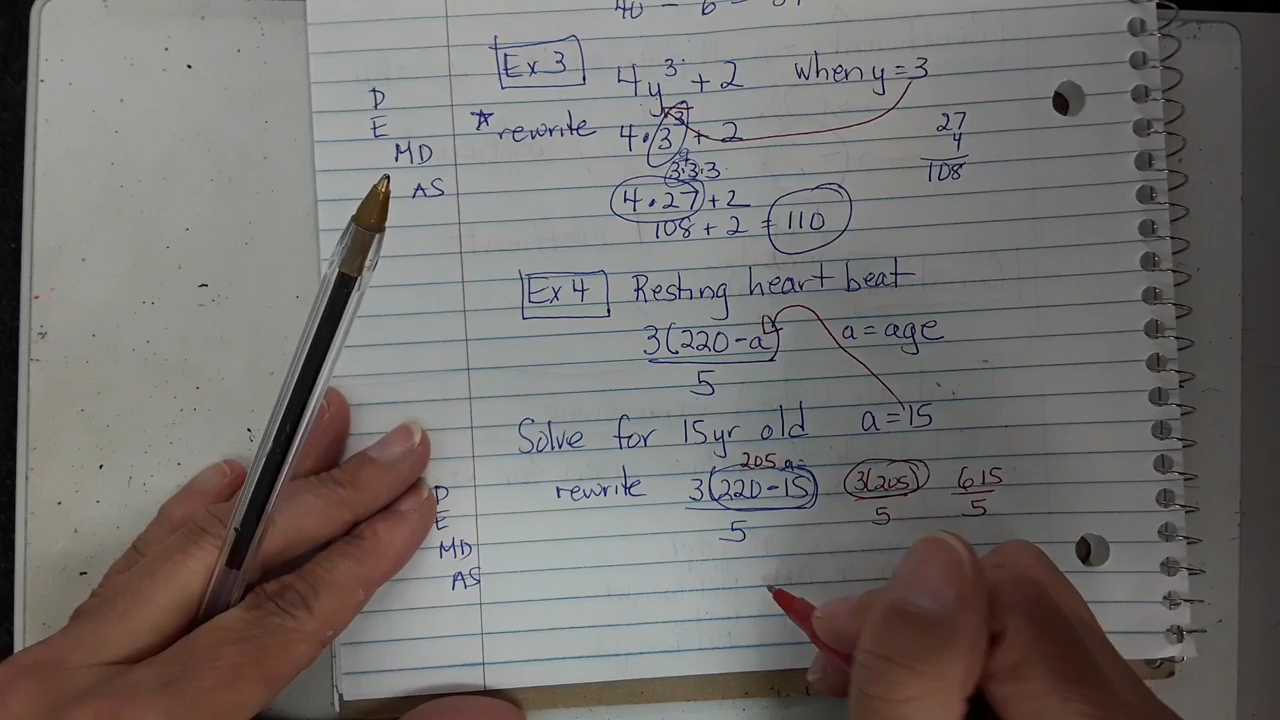 40 - 6 =
Ex 3 4y³ + 2 when y = 3
P
E
MD
AS
*rewrite 4·3³ + 2
3·3·3
4·27 + 2
108 + 2 = 110
27
4
108
Ex 4 Resting heart beat
3(220-a) a = age
5
Solve for 15yr old a = 15
205
rewrite 3(220-15) 3(205) 615
5 5 5
P
E
MD
AS